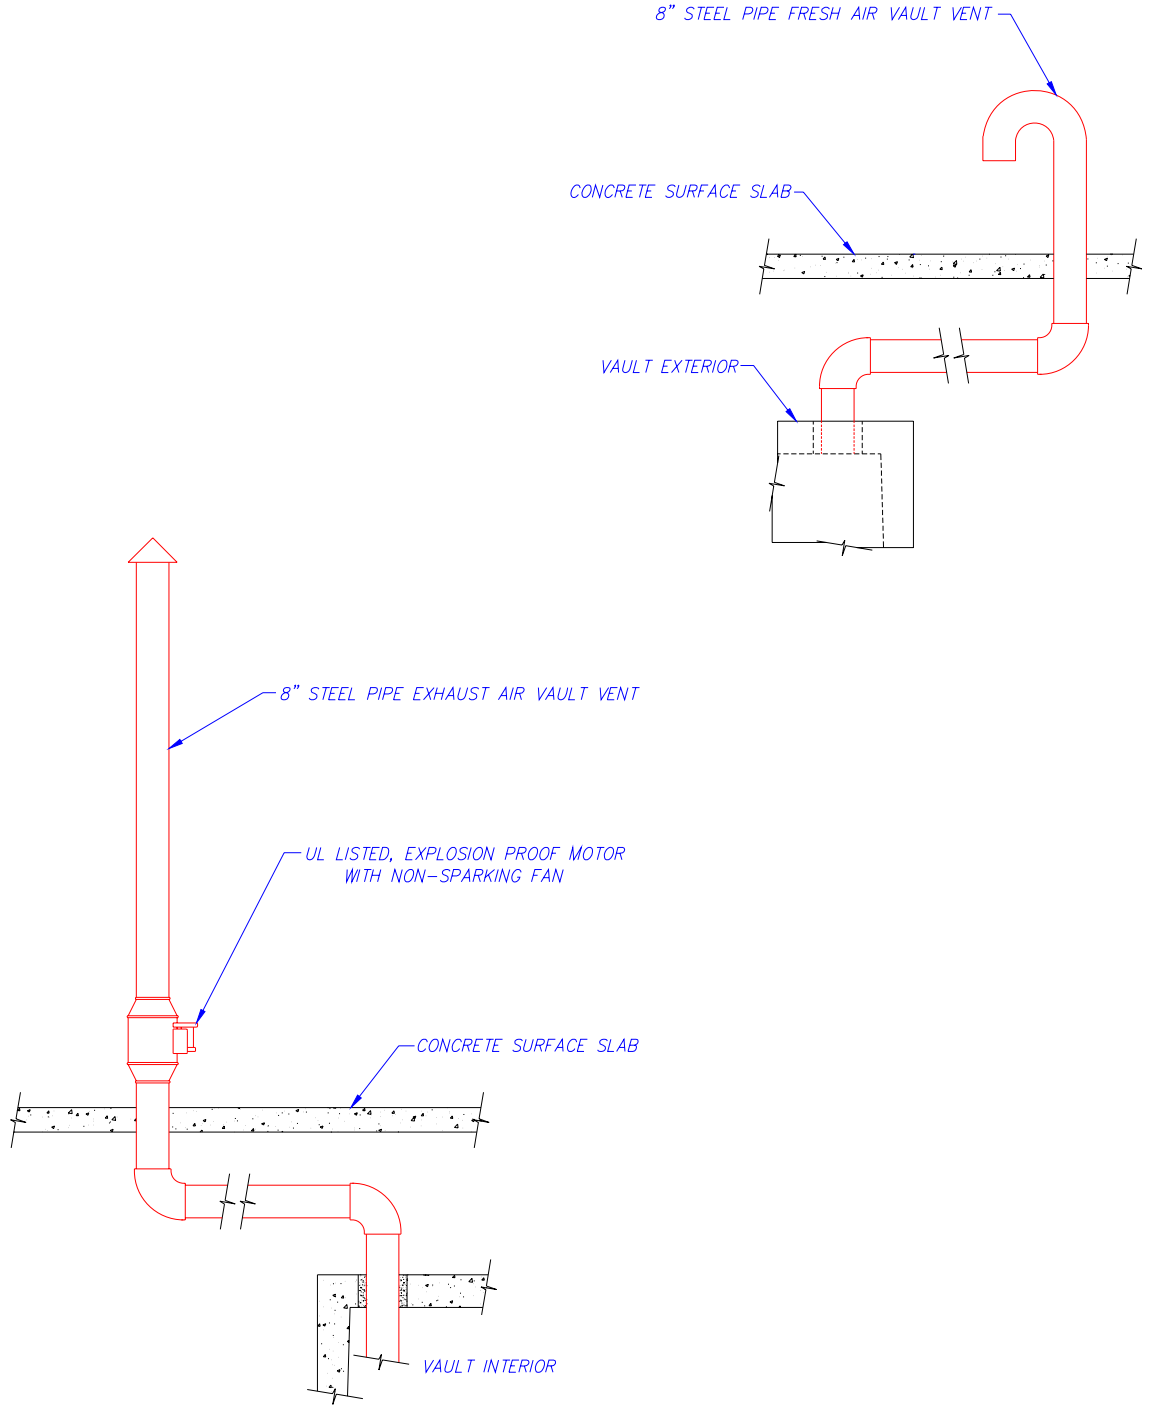 8” STEEL PIPE FRESH AIR VAULT VENT
CONCRETE SURFACE SLAB
VAULT EXTERIOR
8” STEEL PIPE EXHAUST AIR VAULT VENT
UL LISTED, EXPLOSION PROOF MOTOR
WITH NON-SPARKING FAN
CONCRETE SURFACE SLAB
VAULT INTERIOR